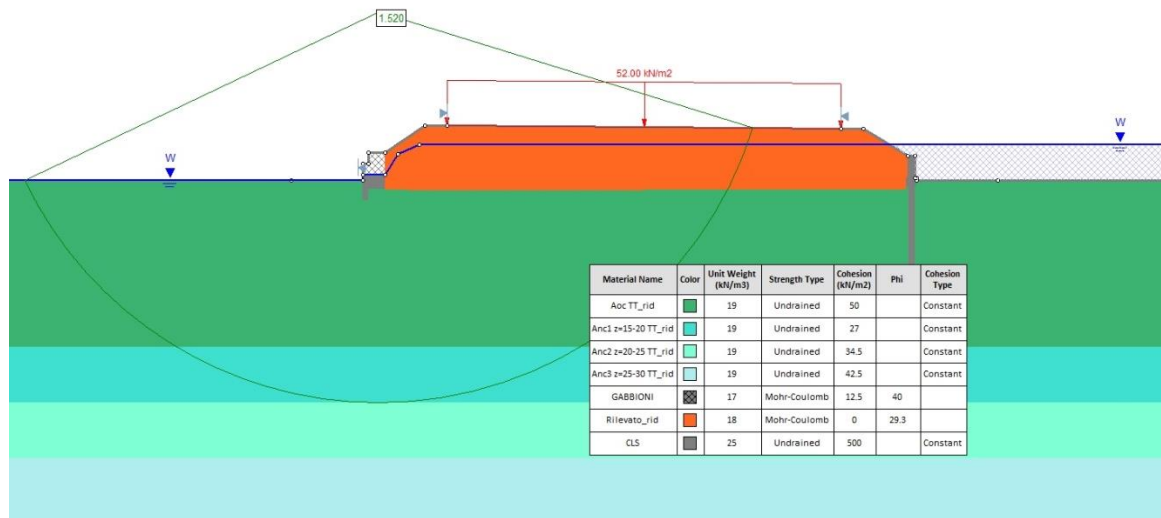 1.520
52.00 kN/m2
W
W
Material Name Color Unit Weight (kN/m3) Strength Type Cohesion (kN/m2) Phi Cohesion Type
Aoc TT_rid 19 Undrained 50 Constant
Anc1 z=15-20 TT_rid 19 Undrained 27 Constant
Anc2 z=20-25 TT_rid 19 Undrained 34.5 Constant
Anc3 z=25-30 TT_rid 19 Undrained 42.5 Constant
GABBIONI 17 Mohr-Coulomb 12.5 40
Rilevato_rid 18 Mohr-Coulomb 0 29.3
CLS 25 Undrained 500 Constant